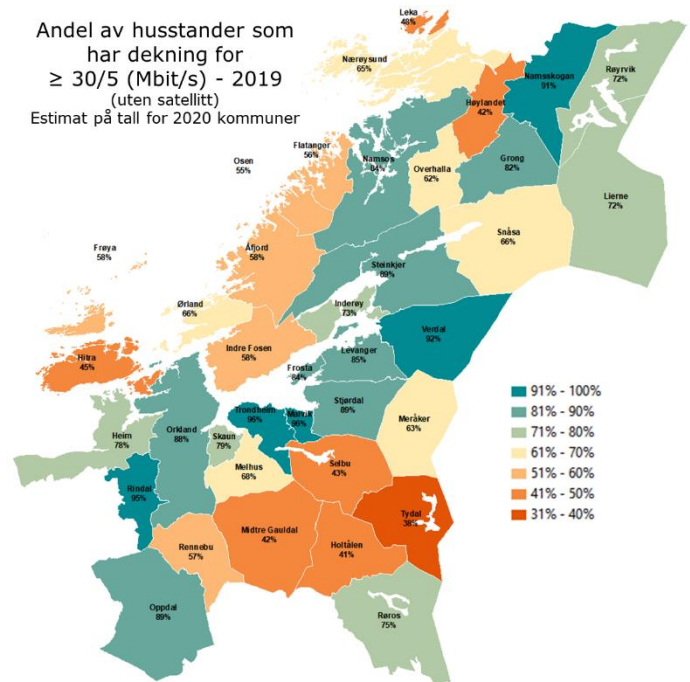 Andel av husstander som
har dekning for
≥ 30/5 (Mbit/s) - 2019
(uten satellitt)
Estimat på tall for 2020 kommuner
Leka
48%
Nærøysund
65%
Namsskogan
91%
Røyrvik
72%
Høylandet
42%
Flatanger
56%
Osen
55%
Namsos
84%
Overhalla
62%
Grong
82%
Lierne
72%
Snåsa
66%
Frøya
58%
Åfjord
58%
Steinkjer
89%
Ørland
66%
Inderøy
73%
Verdal
92%
Hitra
45%
Indre Fosen
58%
Levanger
85%
Frosta
84%
Stjørdal
89%
Meråker
63%
Trondheim
96%
Malvik
96%
Heim
78%
Orkland
88%
Skaun
79%
Melhus
68%
Selbu
43%
Rindal
95%
Tydal
38%
Midtre Gauldal
42%
Holtålen
41%
Rennebu
57%
Oppdal
89%
Røros
75%
91% - 100%
81% - 90%
71% - 80%
61% - 70%
51% - 60%
41% - 50%
31% - 40%